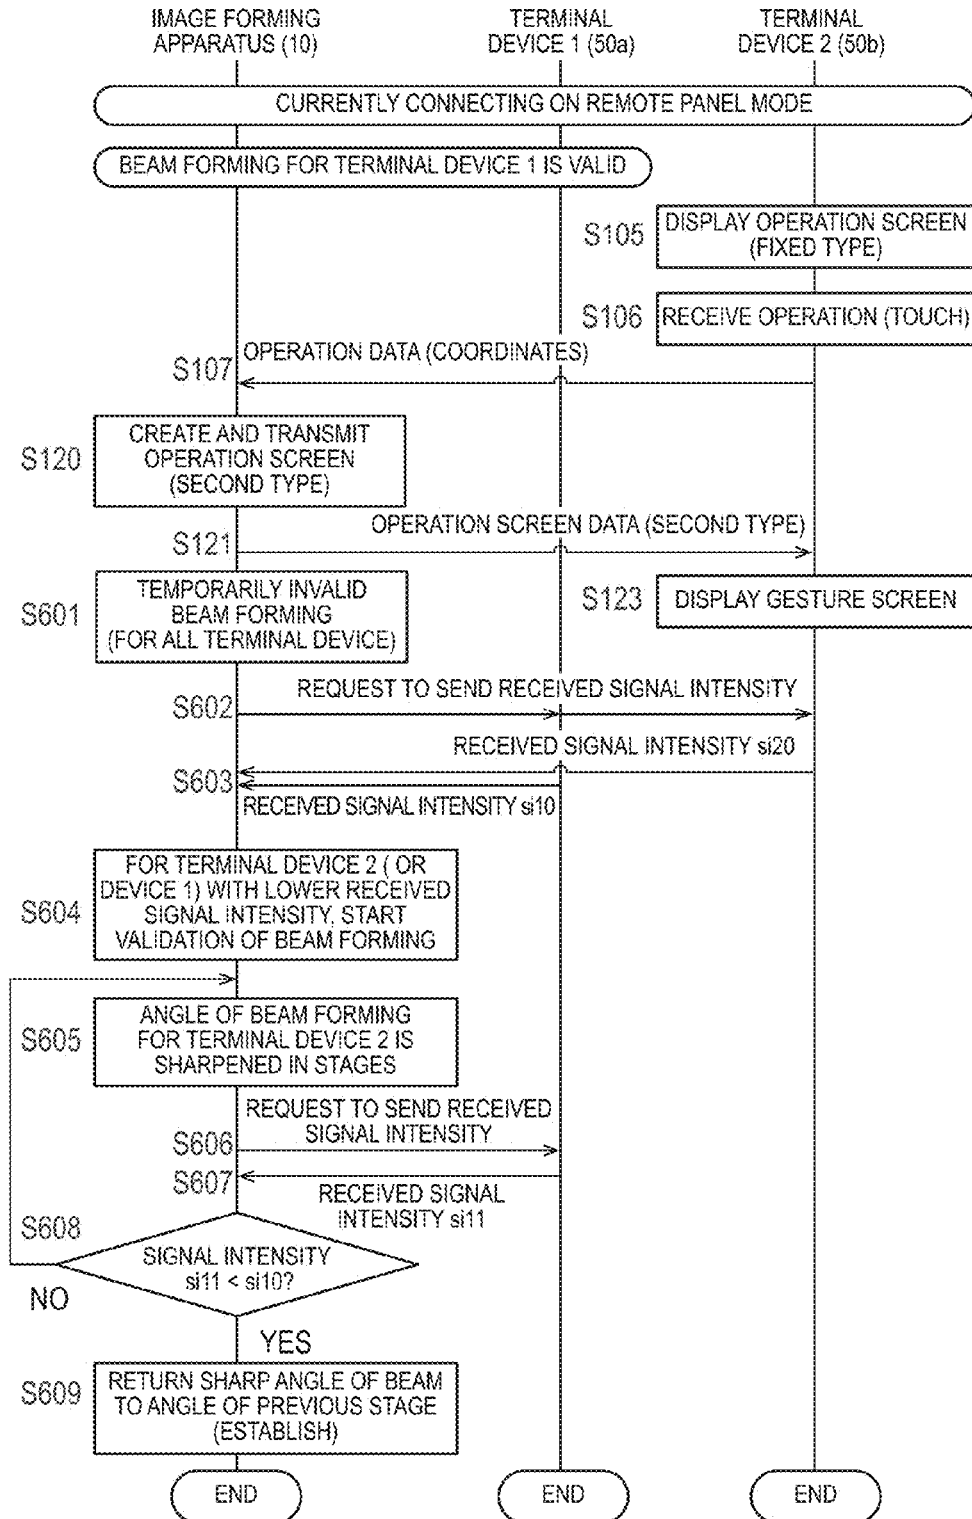 IMAGE FORMING
APPARATUS (10)
TERMINAL
DEVICE 1 (50a)
TERMINAL
DEVICE 2 (50b)
CURRENTLY CONNECTING ON REMOTE PANEL MODE
BEAM FORMING FOR TERMINAL DEVICE 1 IS VALID
S105
DISPLAY OPERATION SCREEN
(FIXED TYPE)
S106
RECEIVE OPERATION (TOUCH)
S107
OPERATION DATA (COORDINATES)
S120
CREATE AND TRANSMIT
OPERATION SCREEN
(SECOND TYPE)
S121
OPERATION SCREEN DATA (SECOND TYPE)
S601
TEMPORARILY INVALID
BEAM FORMING
(FOR ALL TERMINAL DEVICE)
S123
DISPLAY GESTURE SCREEN
S602
REQUEST TO SEND RECEIVED SIGNAL INTENSITY
RECEIVED SIGNAL INTENSITY si20
S603
RECEIVED SIGNAL INTENSITY si10
S604
FOR TERMINAL DEVICE 2 ( OR
DEVICE 1) WITH LOWER RECEIVED
SIGNAL INTENSITY, START
VALIDATION OF BEAM FORMING
S605
ANGLE OF BEAM FORMING
FOR TERMINAL DEVICE 2 IS
SHARPENED IN STAGES
S606
REQUEST TO SEND RECEIVED
SIGNAL INTENSITY
S607
RECEIVED SIGNAL
INTENSITY si11
S608
SIGNAL INTENSITY
si11 < si10?
NO
YES
S609
RETURN SHARP ANGLE OF BEAM
TO ANGLE OF PREVIOUS STAGE
(ESTABLISH)
END
END
END